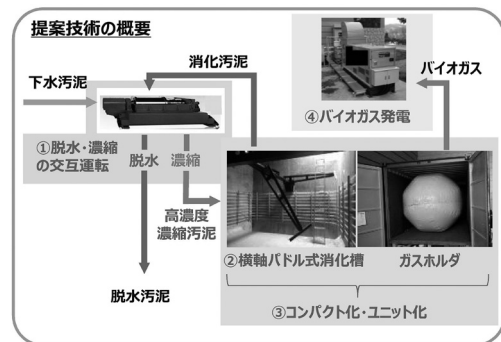 提案技術の概要
消化汚泥
バイオガス
下水汚泥
④バイオガス発電
①脱水・濃縮
の交互運転
脱水
濃縮
高濃度
濃縮汚泥
②横軸パドル式消化槽
ガスホルダ
脱水汚泥
③コンパクト化・ユニット化